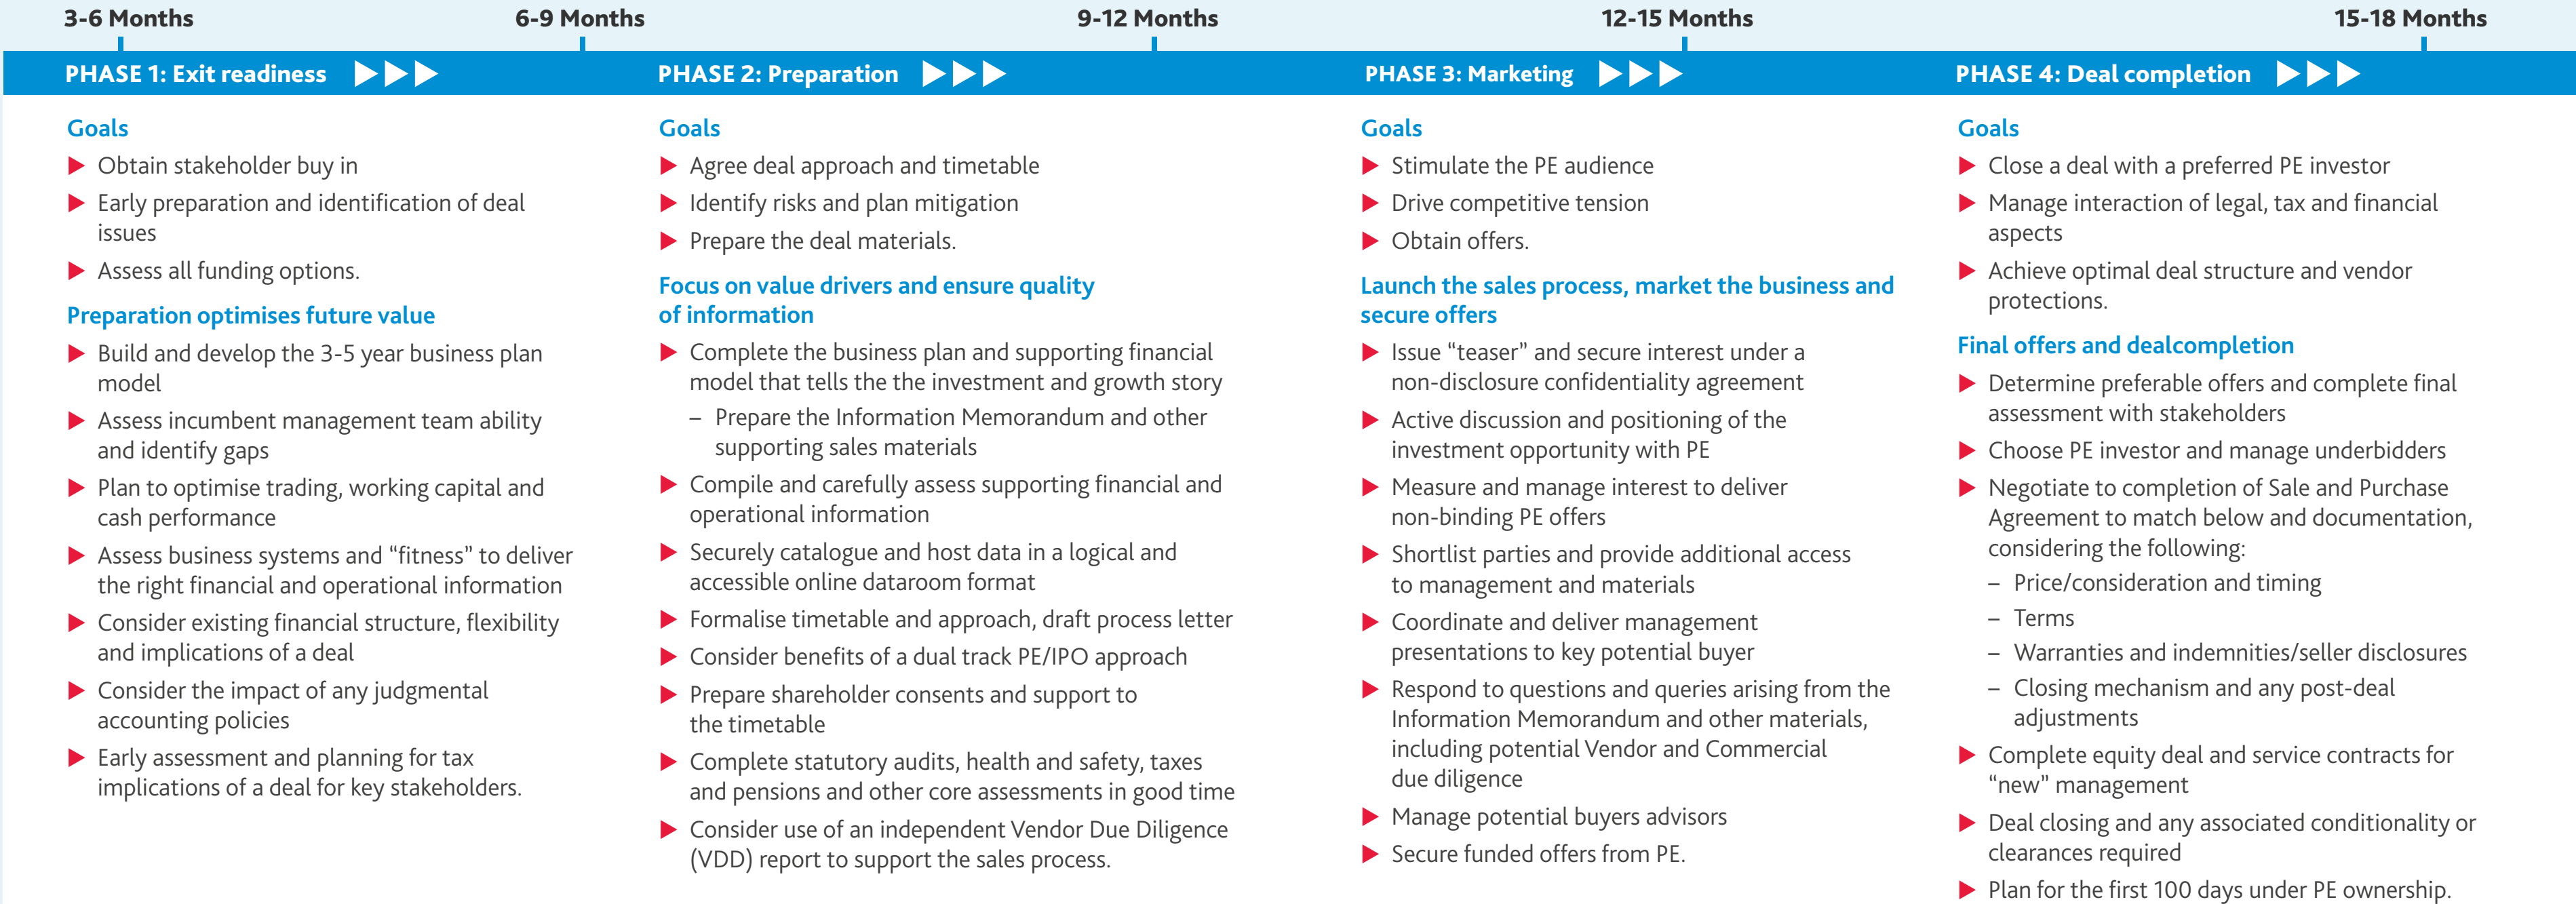 3-6 Months
6-9 Months
9-12 Months
12-15 Months
15-18 Months
PHASE 1: Exit readiness
PHASE 2: Preparation
PHASE 3: Marketing
PHASE 4: Deal completion
Goals
Obtain stakeholder buy in
Early preparation and identification of deal
issues
Assess all funding options.
Preparation optimises future value
Build and develop the 3-5 year business plan
model
Assess incumbent management team ability
and identify gaps
Plan to optimise trading, working capital and
cash performance
Assess business systems and “fitness” to deliver
the right financial and operational information
Consider existing financial structure, flexibility
and implications of a deal
Consider the impact of any judgmental
accounting policies
Early assessment and planning for tax
implications of a deal for key stakeholders.
Goals
Agree deal approach and timetable
Identify risks and plan mitigation
Prepare the deal materials.
Focus on value drivers and ensure quality
of information
Complete the business plan and supporting financial
model that tells the the investment and growth story
– Prepare the Information Memorandum and other
supporting sales materials
Compile and carefully assess supporting financial and
operational information
Securely catalogue and host data in a logical and
accessible online dataroom format
Formalise timetable and approach, draft process letter
Consider benefits of a dual track PE/IPO approach
Prepare shareholder consents and support to
the timetable
Complete statutory audits, health and safety, taxes
and pensions and other core assessments in good time
Consider use of an independent Vendor Due Diligence
(VDD) report to support the sales process.
Goals
Stimulate the PE audience
Drive competitive tension
Obtain offers.
Launch the sales process, market the business and
secure offers
Issue “teaser” and secure interest under a
non-disclosure confidentiality agreement
Active discussion and positioning of the
investment opportunity with PE
Measure and manage interest to deliver
non-binding PE offers
Shortlist parties and provide additional access
to management and materials
Coordinate and deliver management
presentations to key potential buyer
Respond to questions and queries arising from the
Information Memorandum and other materials,
including potential Vendor and Commercial
due diligence
Manage potential buyers advisors
Secure funded offers from PE.
Goals
Close a deal with a preferred PE investor
Manage interaction of legal, tax and financial
aspects
Achieve optimal deal structure and vendor
protections.
Final offers and dealcompletion
Determine preferable offers and complete final
assessment with stakeholders
Choose PE investor and manage underbidders
Negotiate to completion of Sale and Purchase
Agreement to match below and documentation,
considering the following:
– Price/consideration and timing
– Terms
– Warranties and indemnities/seller disclosures
– Closing mechanism and any post-deal
adjustments
Complete equity deal and service contracts for
“new” management
Deal closing and any associated conditionality or
clearances required
Plan for the first 100 days under PE ownership.